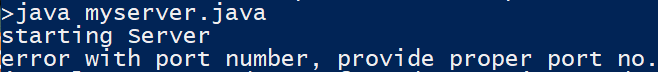 >java myserver.java
starting Server
error with port number, provide proper port no.